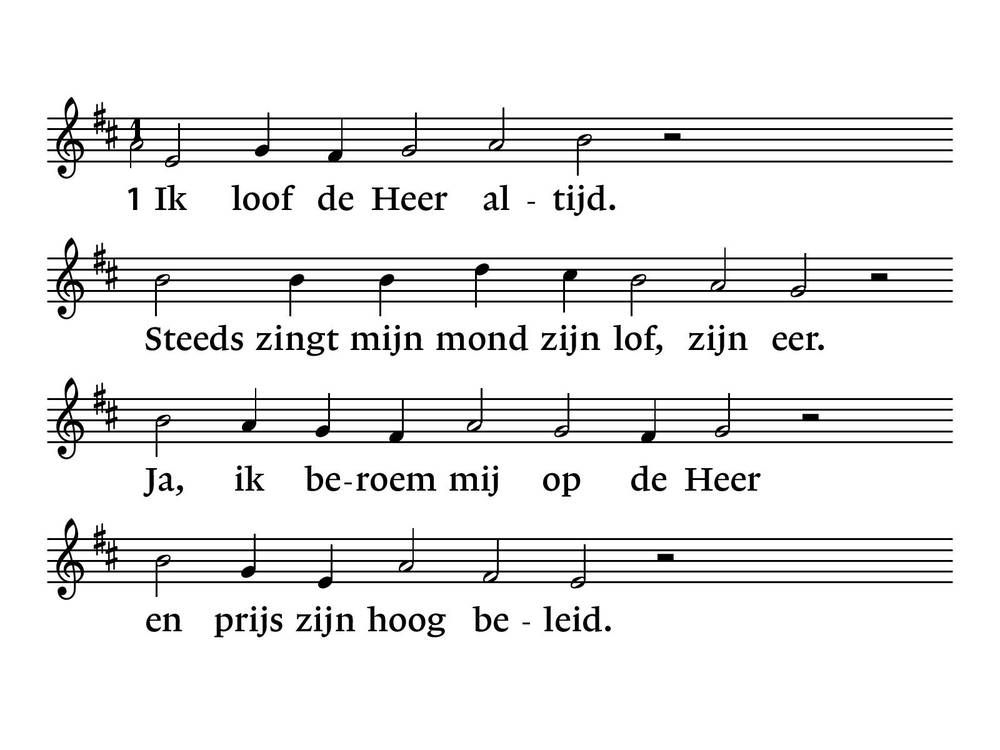 1 Ik loof de Heer al - tijd.
Steeds zingt mijn mond zijn lof, zijn eer.
Ja, ik be-roem mij op de Heer
en prijs zijn hoog be - leid.